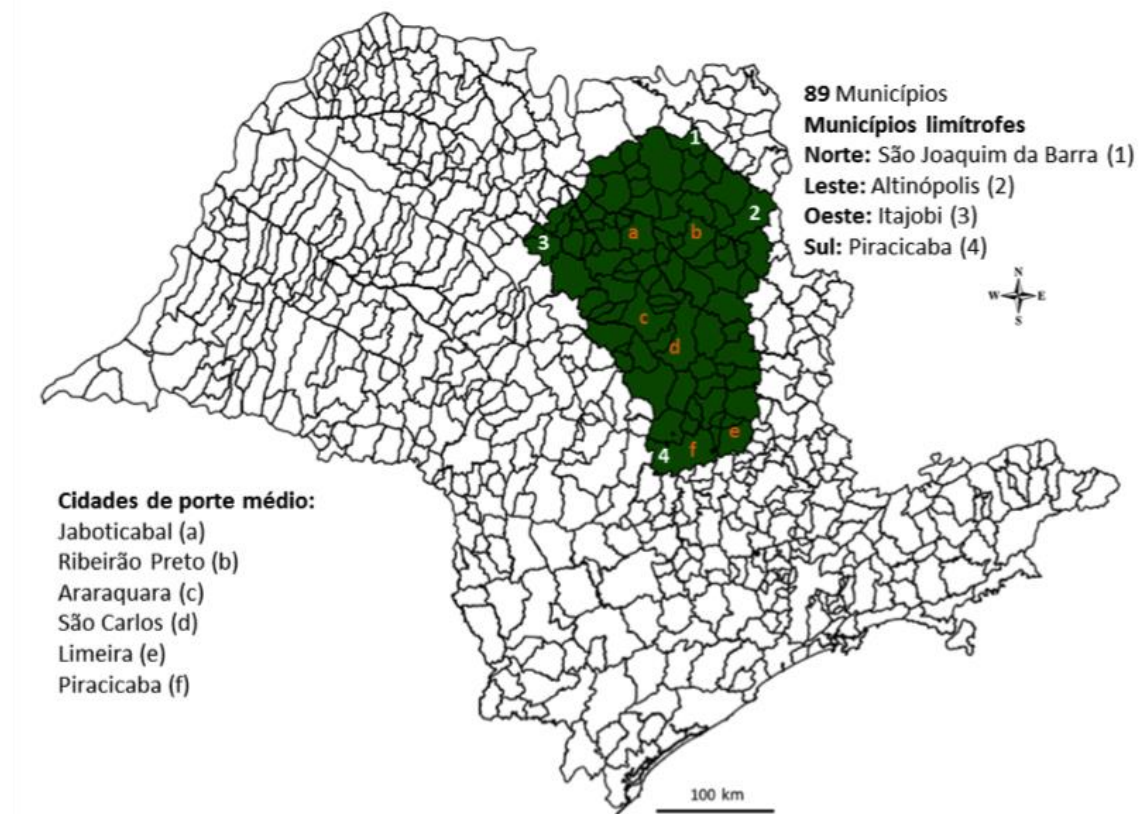 89 Municípios
Municípios limítrofes
Norte: São Joaquim da Barra (1)
Leste: Altinópolis (2)
Oeste: Itajobi (3)
Sul: Piracicaba (4)
N
W E
S
1
2
3
a b
c
d
e
f
4
Cidades de porte médio:
Jaboticabal (a)
Ribeirão Preto (b)
Araraquara (c)
São Carlos (d)
Limeira (e)
Piracicaba (f)
100 km